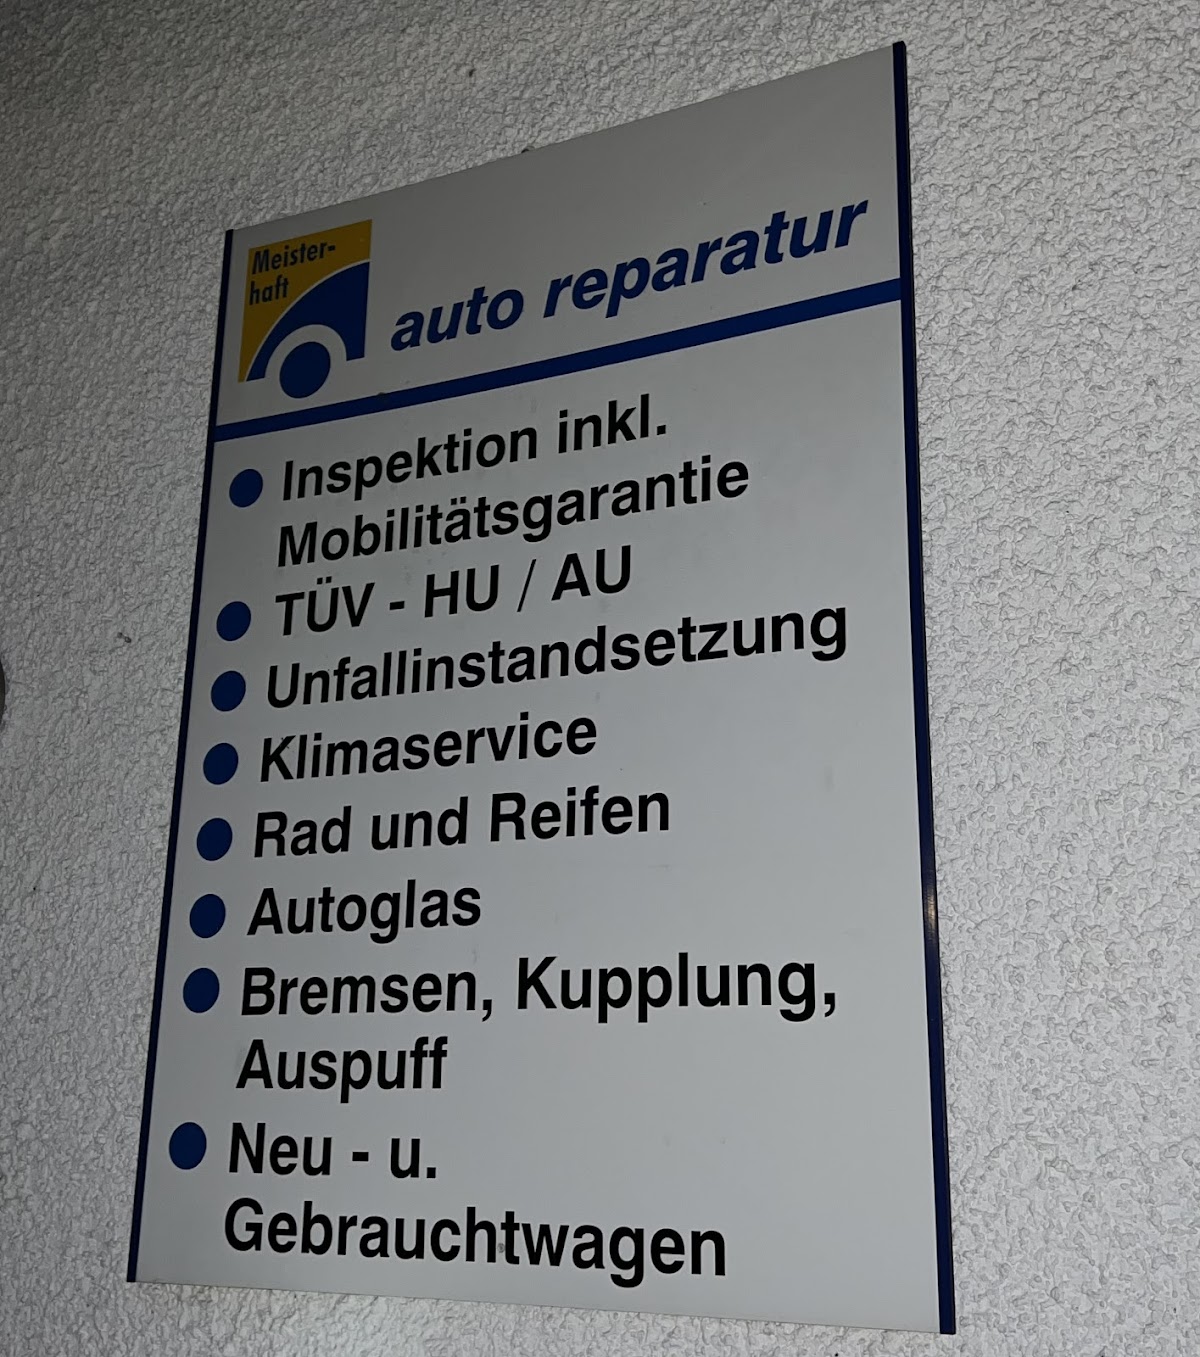 Meister-
haft
auto reparatur
Inspektion inkl.
Mobilitätsgarantie
TÜV - HU / AU
Unfallinstandsetzung
Klimaservice
Rad und Reifen
Autoglas
Bremsen, Kupplung,
Auspuff
Neu - u.
Gebrauchtwagen